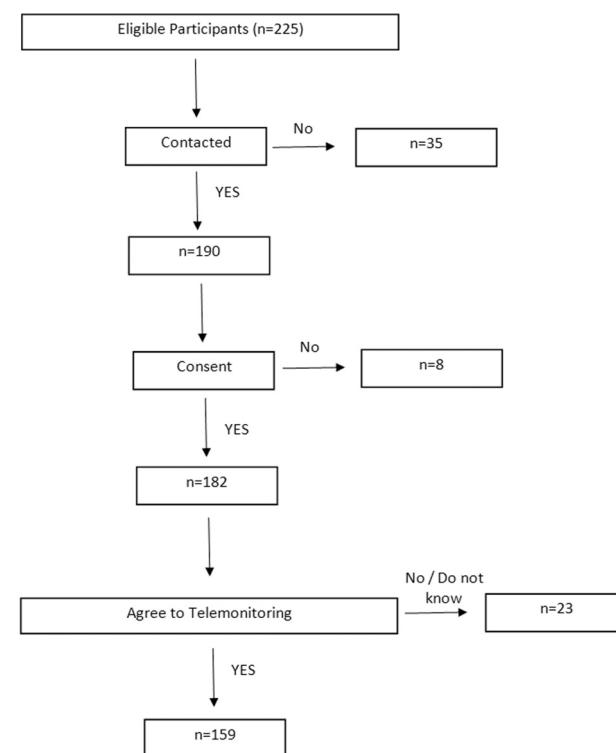 Eligible Participants (n=225)
Contacted
No
n=35
YES
n=190
Consent
No
n=8
YES
n=182
Agree to Telemonitoring
No / Do not
know
n=23
YES
n=159